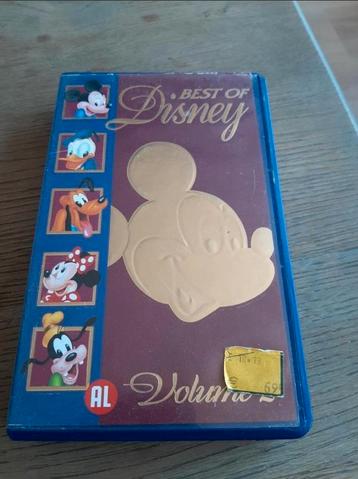 BEST OF
Disney
AL
Volume 2